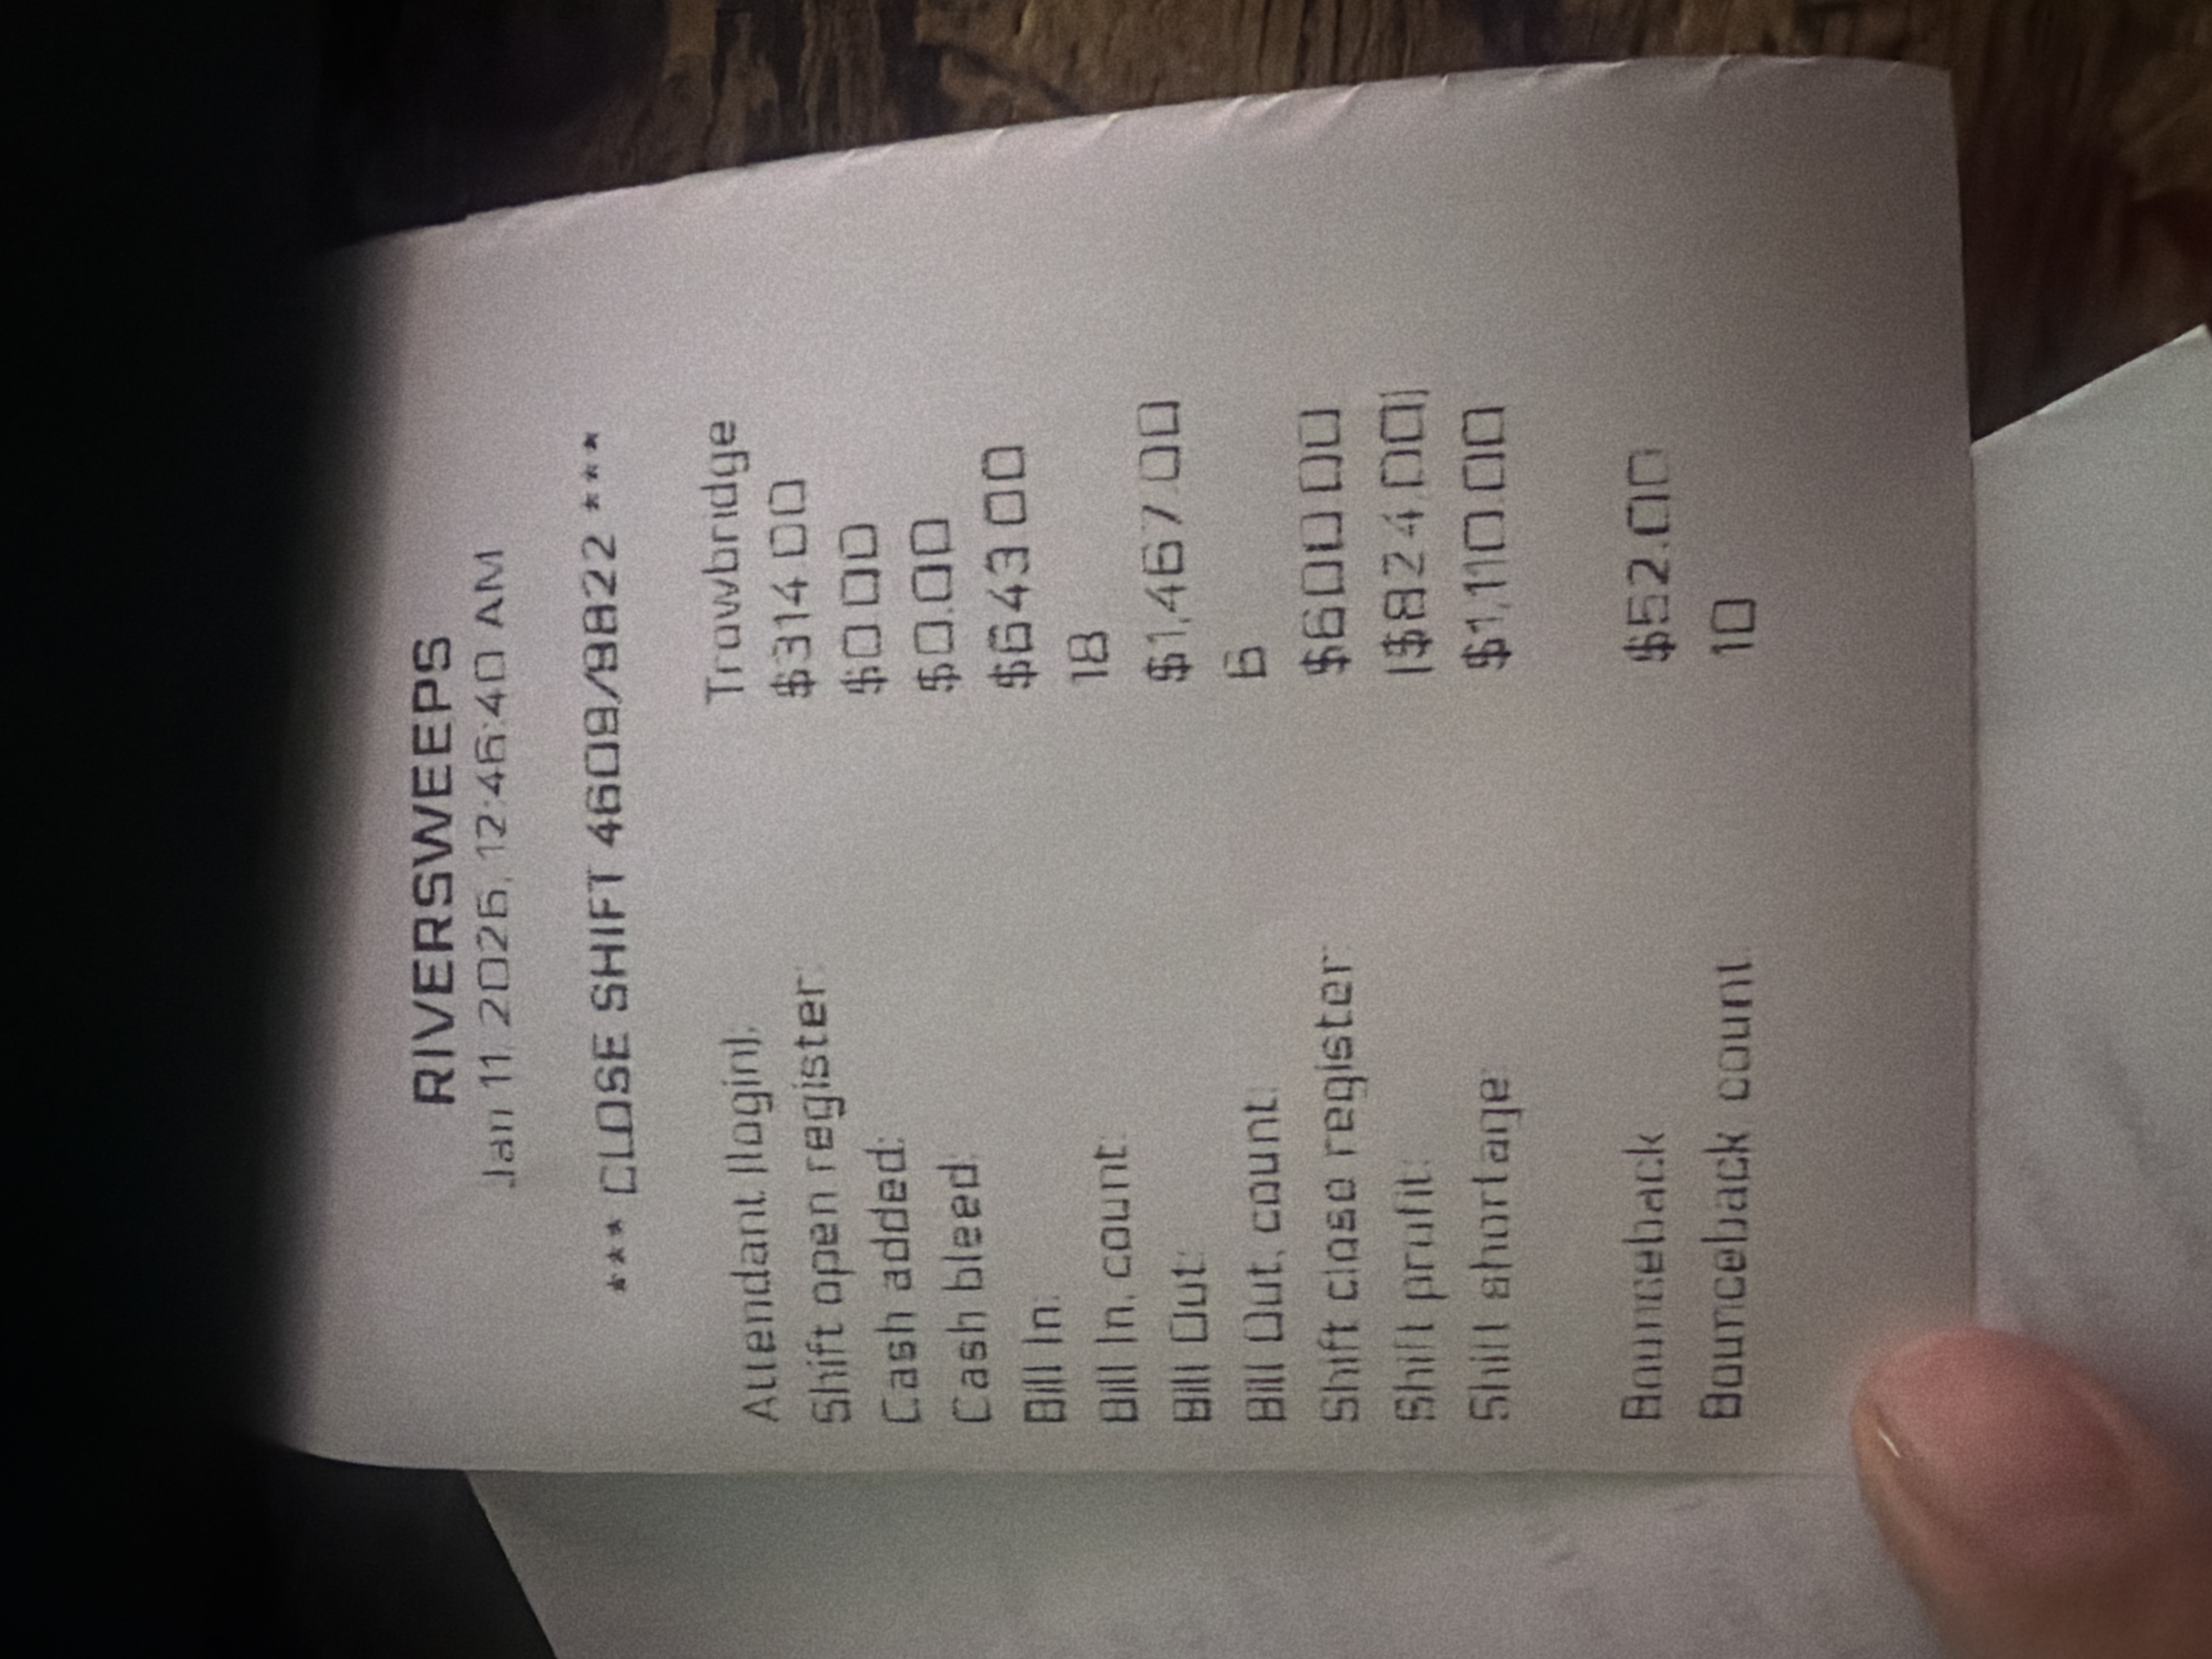 RIVERSWEEPS
Jan 11, 2026, 12:46:40 AM
*** CLOSE SHIFT ***
Attendant (login): Trowbridge
Shift open register: $314.00
Cash added: $0.00
Cash bleed: $0.00
Bill In: $643.00
Bill In, count: 18
Bill Out: $1,467.00
Bill Out, count: 6
Shift close register: $600.00
Shift profit: ($824.00)
Shift shortage: $1,110.00
Bounceback $52.00
Bounceback count 10